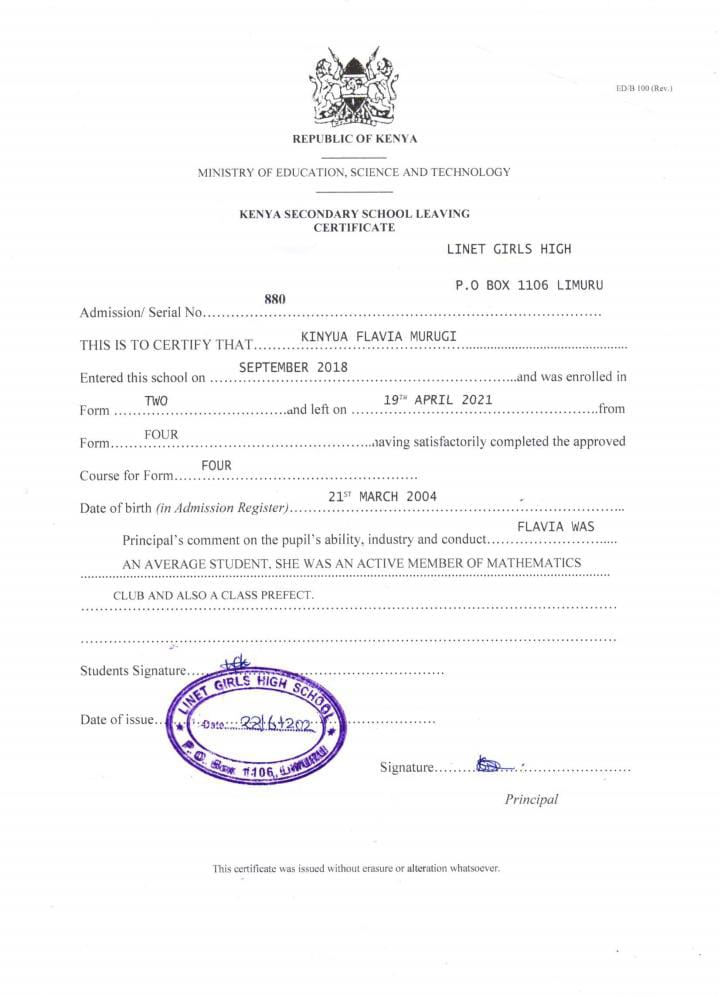 ED/B 100 (Rev.)
REPUBLIC OF KENYA
MINISTRY OF EDUCATION, SCIENCE AND TECHNOLOGY
KENYA SECONDARY SCHOOL LEAVING
CERTIFICATE
LINET GIRLS HIGH
P.O BOX 1106 LIMURU
Admission/ Serial No. 880
THIS IS TO CERTIFY THAT KINYUA FLAVIA MURUGI
Entered this school on SEPTEMBER 2018 and was enrolled in
Form TWO and left on 19TH APRIL 2021 from
Form FOUR having satisfactorily completed the approved
Course for Form FOUR
Date of birth (in Admission Register) 21ST MARCH 2004
Principal's comment on the pupil's ability, industry and conduct FLAVIA WAS
AN AVERAGE STUDENT, SHE WAS AN ACTIVE MEMBER OF MATHEMATICS
CLUB AND ALSO A CLASS PREFECT.
Students Signature
LINET GIRLS HIGH SCHOOL
Date of issue
Date: 22/6/202
P.O. Box 1106, LIMURU
Signature
Principal
This certificate was issued without erasure or alteration whatsoever.